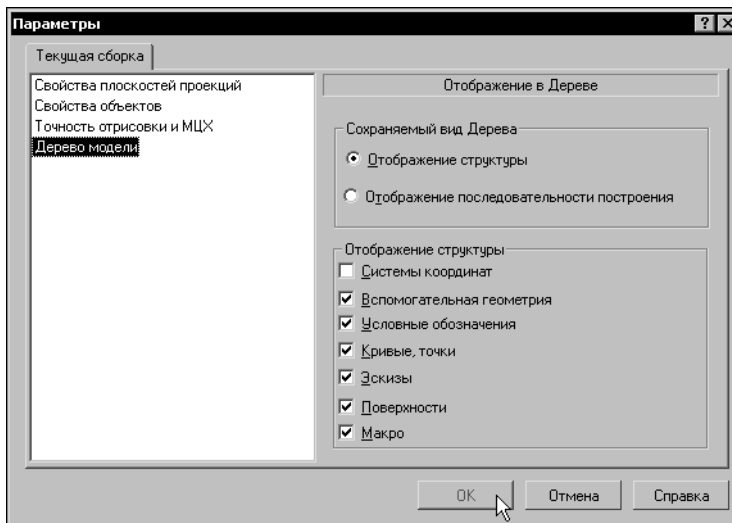 Параметры
Текущая сборка
Свойства плоскостей проекций
Свойства объектов
Точность отрисовки и МЦХ
Дерево модели
Отображение в Дереве
Сохраняемый вид Дерева
Отображение структуры
Отображение последовательности построения
Отображение структуры
Системы координат
Вспомогательная геометрия
Условные обозначения
Кривые, точки
Эскизы
Поверхности
Макро
OK
Отмена
Справка